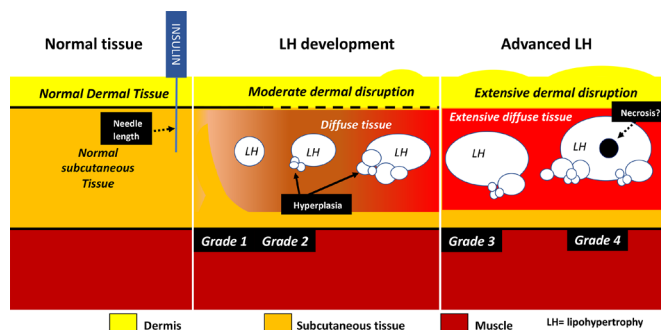 Normal tissue
INSULIN
LH development
Advanced LH
Normal Dermal Tissue
Moderate dermal disruption
Extensive dermal disruption
Needle
length
Normal
subcutaneous
Tissue
Diffuse tissue
LH
LH
LH
Hyperplasia
Extensive diffuse tissue
Necrosis?
LH
LH
Grade 1
Grade 2
Grade 3
Grade 4
Dermis
Subcutaneous tissue
Muscle
LH= lipohypertrophy